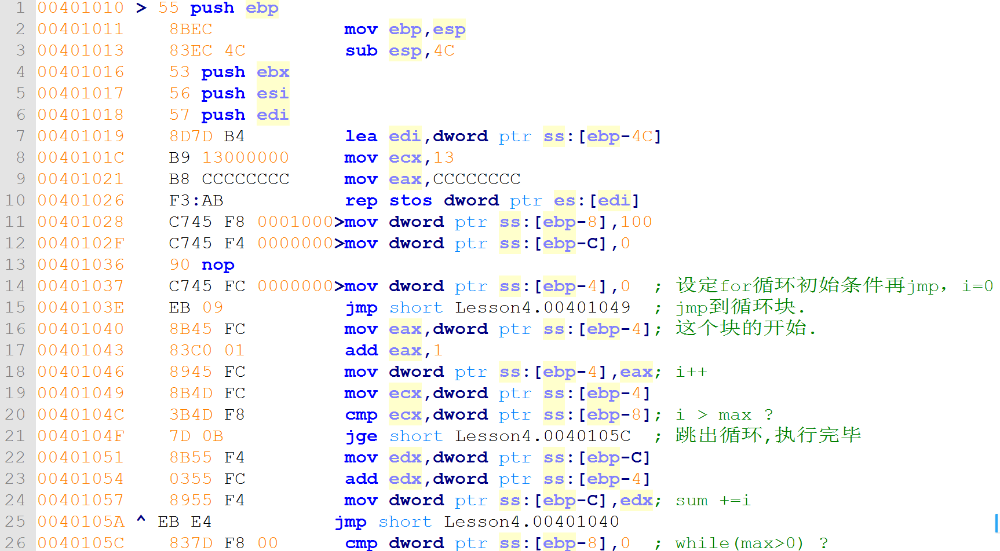 1 00401010 > 55 push ebp
2 00401011 8BEC mov ebp,esp
3 00401013 83EC 4C sub esp,4C
4 00401016 53 push ebx
5 00401017 56 push esi
6 00401018 57 push edi
7 00401019 8D7D B4 lea edi,dword ptr ss:[ebp-4C]
8 0040101C B9 13000000 mov ecx,13
9 00401021 B8 CCCCCCCC mov eax,CCCCCCCC
10 00401026 F3:AB rep stos dword ptr es:[edi]
11 00401028 C745 F8 0001000>mov dword ptr ss:[ebp-8],100
12 0040102F C745 F4 0000000>mov dword ptr ss:[ebp-C],0
13 00401036 90 nop
14 00401037 C745 FC 0000000>mov dword ptr ss:[ebp-4],0 ; 设定for循环初始条件再jmp, i=0
15 0040103E EB 09 jmp short Lesson4.00401049 ; jmp到循环块.
16 00401040 8B45 FC mov eax,dword ptr ss:[ebp-4]; 这个块的开始.
17 00401043 83C0 01 add eax,1
18 00401046 8945 FC mov dword ptr ss:[ebp-4],eax; i++
19 00401049 8B4D FC mov ecx,dword ptr ss:[ebp-4]
20 0040104C 3B4D F8 cmp ecx,dword ptr ss:[ebp-8]; i > max ?
21 0040104F 7D 0B jge short Lesson4.0040105C ; 跳出循环,执行完毕
22 00401051 8B55 F4 mov edx,dword ptr ss:[ebp-C]
23 00401054 0355 FC add edx,dword ptr ss:[ebp-4]
24 00401057 8955 F4 mov dword ptr ss:[ebp-C],edx; sum +=i
25 0040105A ^ EB E4 jmp short Lesson4.00401040
26 0040105C 837D F8 00 cmp dword ptr ss:[ebp-8],0 ; while(max>0) ?